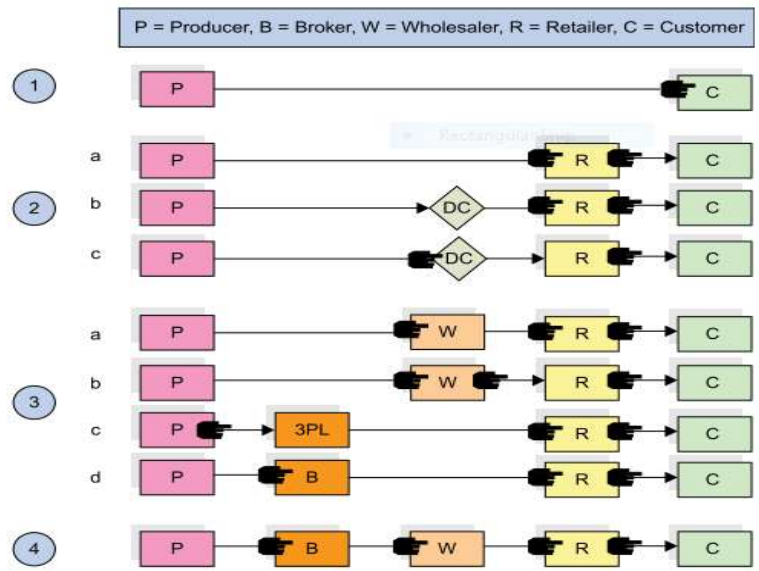 P = Producer, B = Broker, W = Wholesaler, R = Retailer, C = Customer
1 P C
a P R C
2 b P DC R C
c P DC R C
a P W R C
3 b P W R C
c P 3PL R C
d P B R C
4 P B W R C